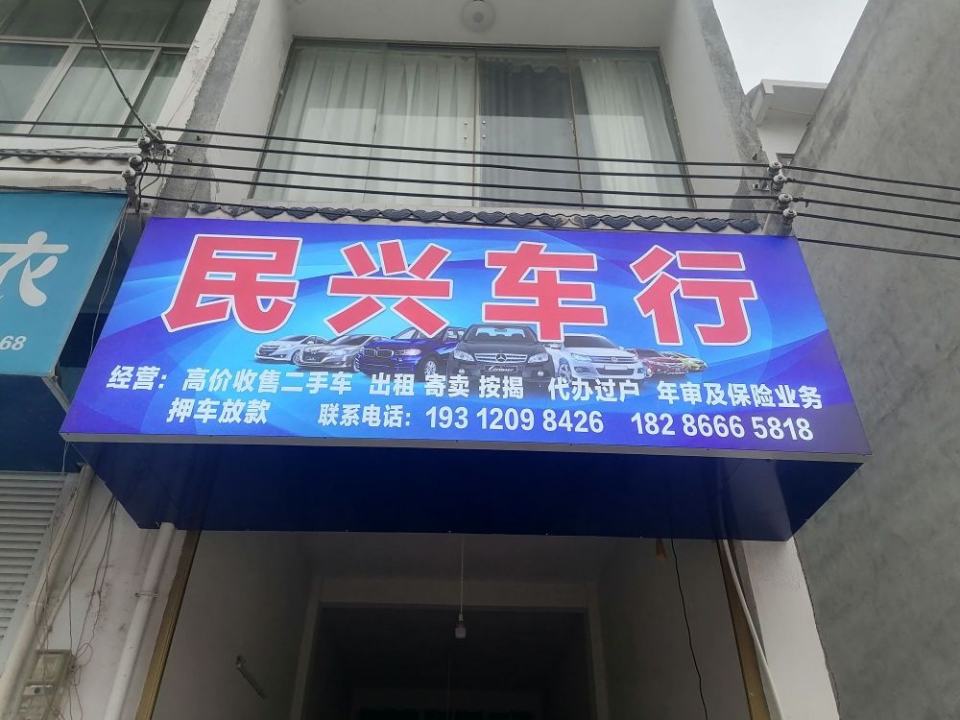 民兴车行
经营：高价收售二手车 出租 寄卖 按揭 代办过户 年审及保险业务
押车放款 联系电话：193 1209 8426 182 8666 5818
衣
68